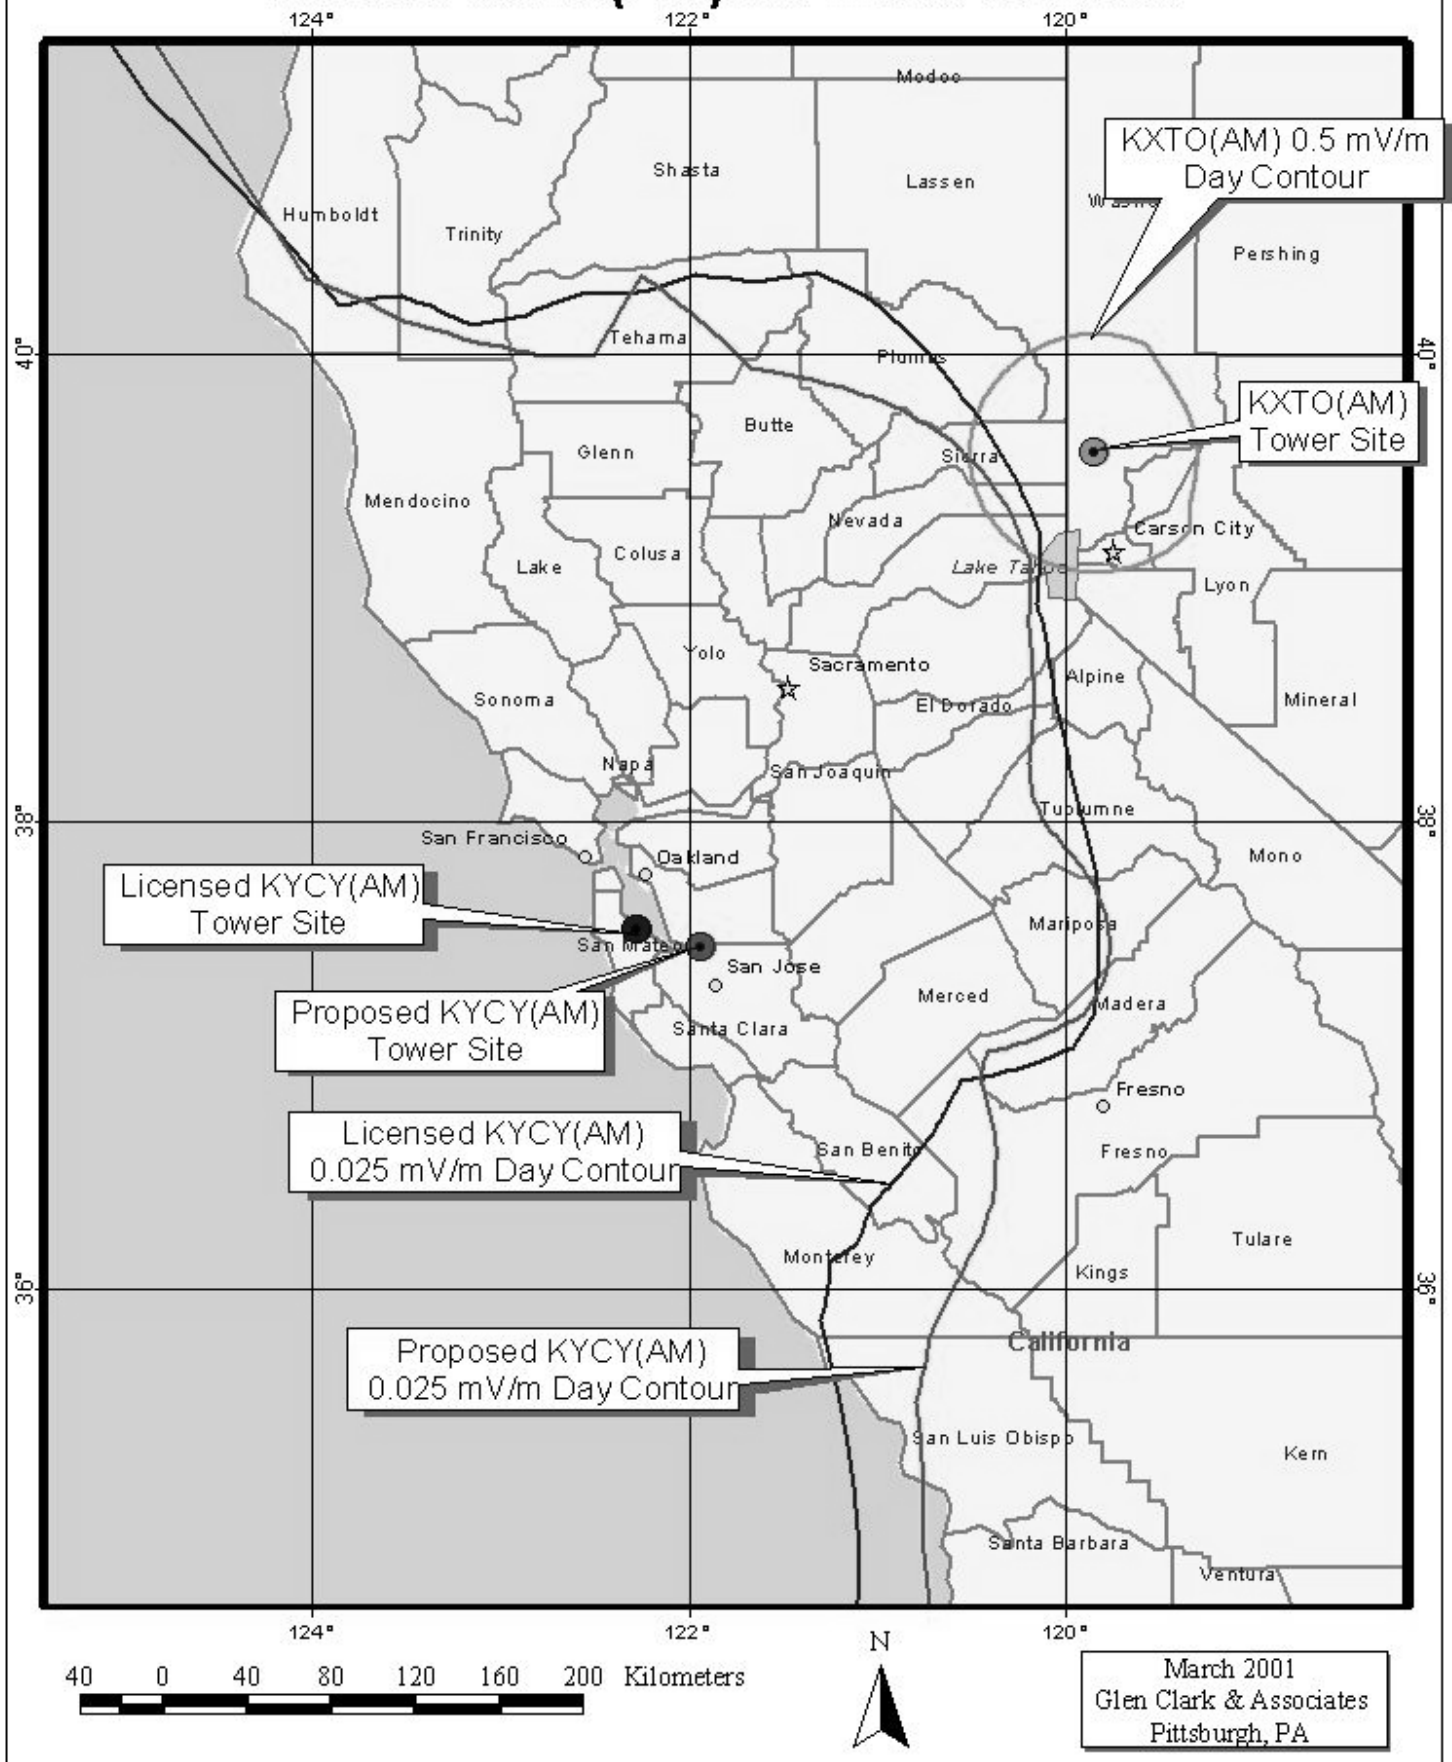 124° 122° 120°
Modoc
KXTO(AM) 0.5 mV/m
Day Contour
Shasta
Lassen
Humboldt
Trinity
Pershing
Tehama
40° 40°
Plumas
KXTO(AM)
Tower Site
Butte
Glenn
Sierra
Mendocino
Nevada
Carson City
Colusa
Lake
Lake Tahoe
Lyon
Yolo
Sacramento
Alpine
Sonoma
El Dorado
Mineral
Napa
San Joaquin
Tuolumne
38° 38°
San Francisco
Oakland
Mono
Licensed KYCY(AM)
Tower Site
Mariposa
San Mateo
San Jose
Merced
Madera
Proposed KYCY(AM)
Tower Site
Santa Clara
Fresno
Licensed KYCY(AM)
0.025 mV/m Day Contour
San Benito
Fresno
Tulare
Monterey
Kings
36° 36°
California
Proposed KYCY(AM)
0.025 mV/m Day Contour
San Luis Obispo
Kern
Santa Barbara
Ventura
124° 122° 120°
N
40 0 40 80 120 160 200 Kilometers
March 2001
Glen Clark & Associates
Pittsburgh, PA